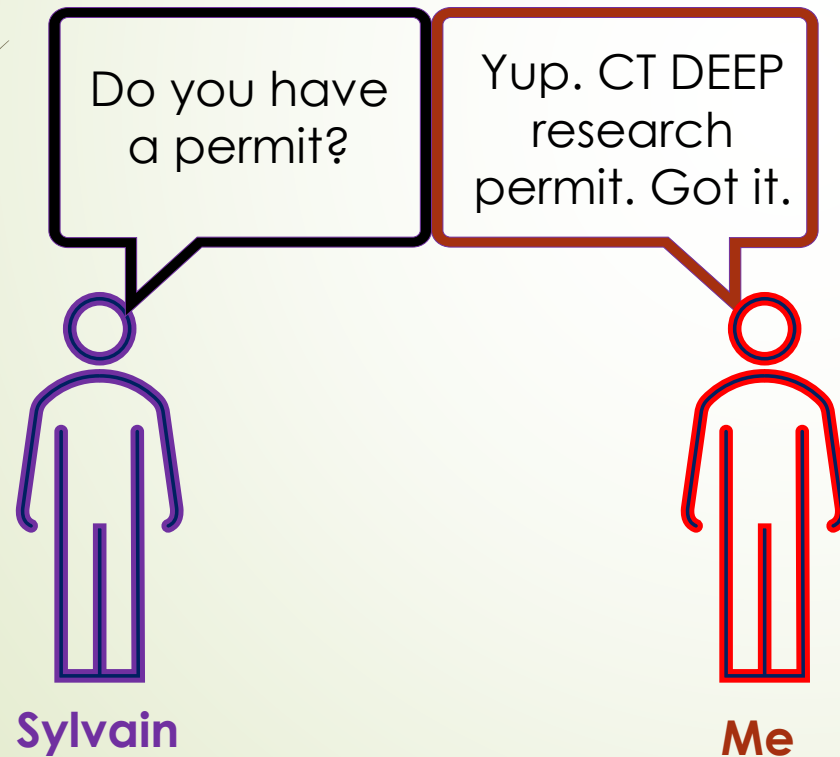 Do you have
a permit?
Yup. CT DEEP
research
permit. Got it.
Sylvain
Me